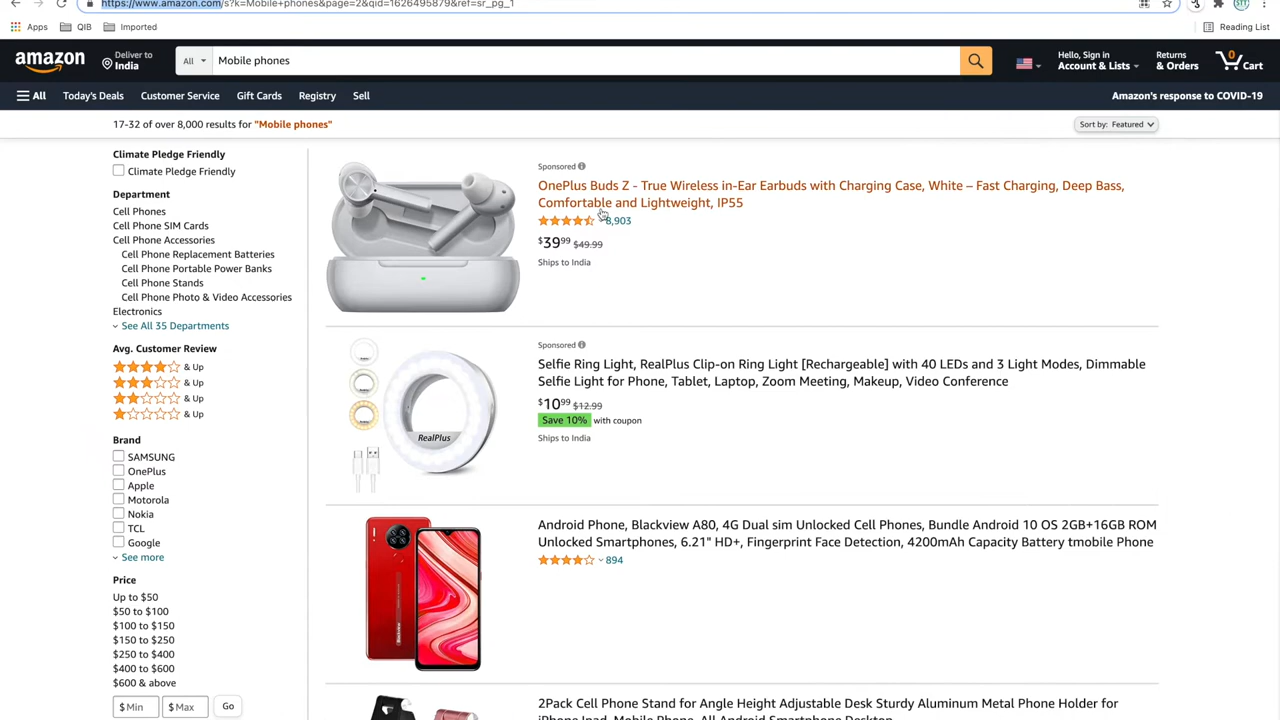 https://www.amazon.com/s?k=Mobile+phones&page=2&qid=1626495879&ref=sr_pg_1
Apps
QIB
Imported
Reading List
amazon
Deliver to
India
All
Mobile phones
Hello, Sign in
Account & Lists
Returns
& Orders
0
Cart
All
Today's Deals
Customer Service
Gift Cards
Registry
Sell
Amazon's response to COVID-19
17-32 of over 8,000 results for "Mobile phones"
Sort by: Featured
Climate Pledge Friendly
Climate Pledge Friendly
Department
Cell Phones
Cell Phone SIM Cards
Cell Phone Accessories
Cell Phone Replacement Batteries
Cell Phone Portable Power Banks
Cell Phone Stands
Cell Phone Photo & Video Accessories
Electronics
See All 35 Departments
Avg. Customer Review
& Up
& Up
& Up
& Up
Brand
SAMSUNG
OnePlus
Apple
Motorola
Nokia
TCL
Google
See more
Price
Up to $50
$50 to $100
$100 to $150
$150 to $250
$250 to $400
$400 to $600
$600 & above
$ Min
$ Max
Go
Sponsored
OnePlus Buds Z - True Wireless in-Ear Earbuds with Charging Case, White – Fast Charging, Deep Bass,
Comfortable and Lightweight, IP55
8,903
$39.99 $49.99
Ships to India
Sponsored
Selfie Ring Light, RealPlus Clip-on Ring Light [Rechargeable] with 40 LEDs and 3 Light Modes, Dimmable
Selfie Light for Phone, Tablet, Laptop, Zoom Meeting, Makeup, Video Conference
$10.99 $12.99
Save 10% with coupon
Ships to India
RealPlus
Android Phone, Blackview A80, 4G Dual sim Unlocked Cell Phones, Bundle Android 10 OS 2GB+16GB ROM
Unlocked Smartphones, 6.21" HD+, Fingerprint Face Detection, 4200mAh Capacity Battery tmobile Phone
894
2Pack Cell Phone Stand for Angle Height Adjustable Desk Sturdy Aluminum Metal Phone Holder for
iPhone Ipad, Mobile Phone, All Android Smartphone Desktop